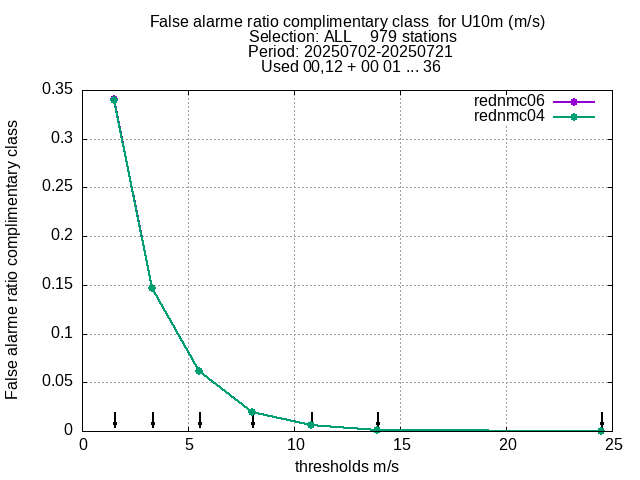 False alarme ratio complimentary class  for U10m (m/s)
Selection: ALL    979 stations
Period: 20250702-20250721
Used 00,12 + 00 01 ... 36
rednmc06
rednmc04
False alarme ratio complimentary class
0.35
0.3
0.25
0.2
0.15
0.1
0.05
0
0 5 10 15 20 25
thresholds m/s